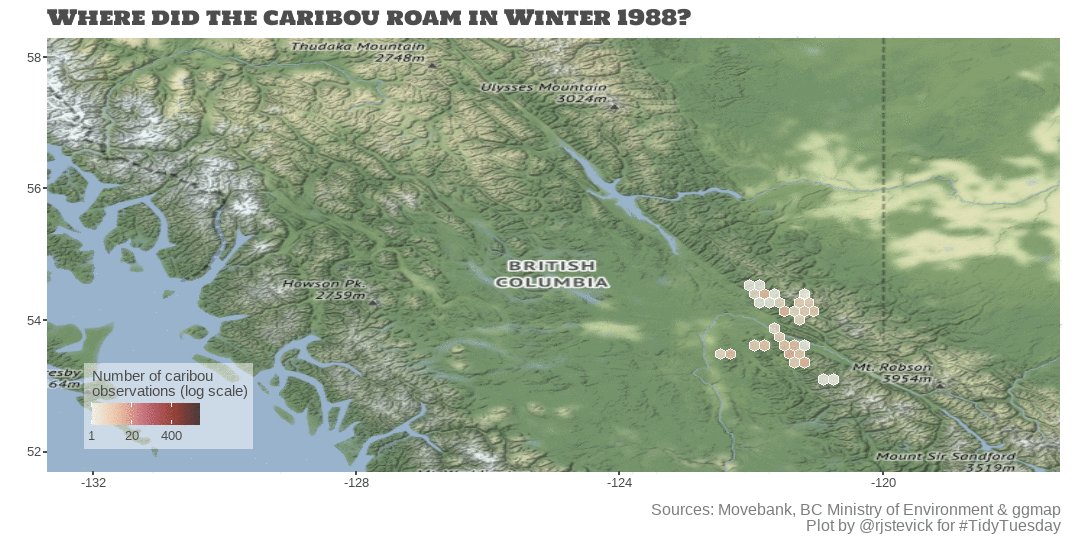 Where did the caribou roam in Winter 1988?
Thudaka Mountain
2748m
Ulysses Mountain
3024m
58
56
54
52
BRITISH
COLUMBIA
Howson Pk.
2759m
Mt. Robson
3954m
esby
64m
Number of caribou
observations (log scale)
1 20 400
Mount Sir Sandford
3519m
-132 -128 -124 -120
Sources: Movebank, BC Ministry of Environment & ggmap
Plot by @rjstevick for #TidyTuesday